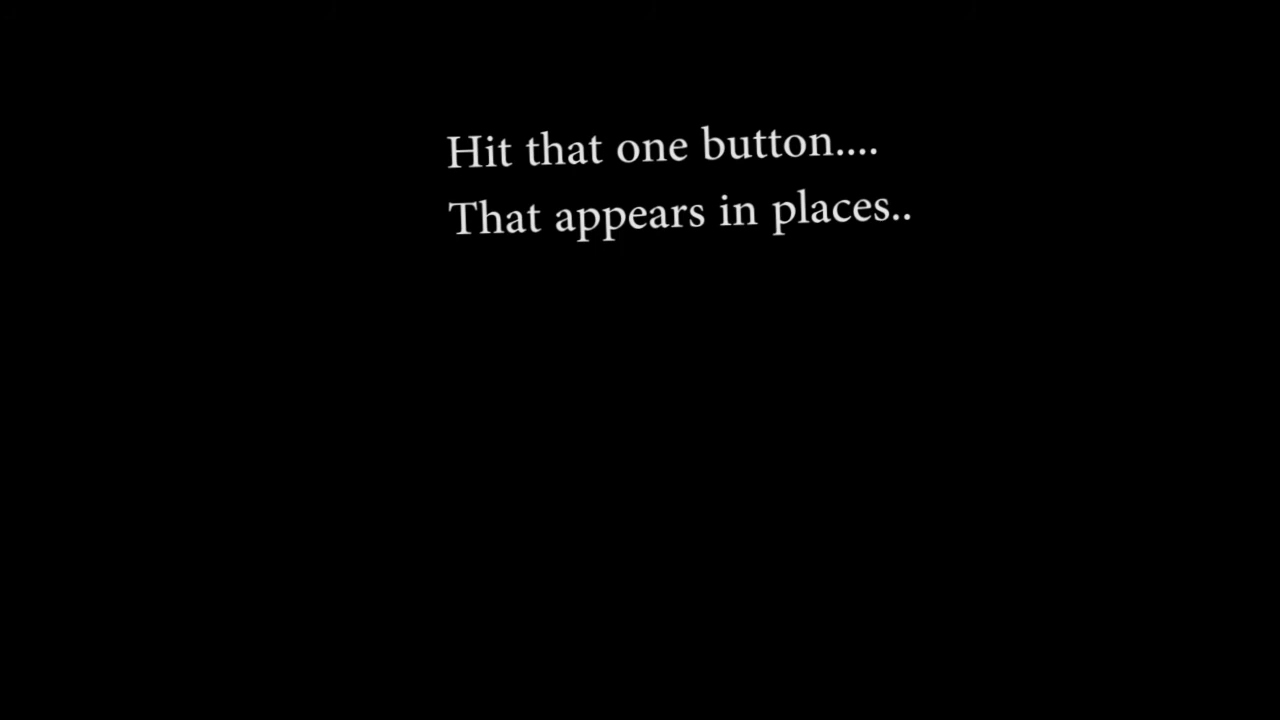 Hit that one button....
That appears in places..